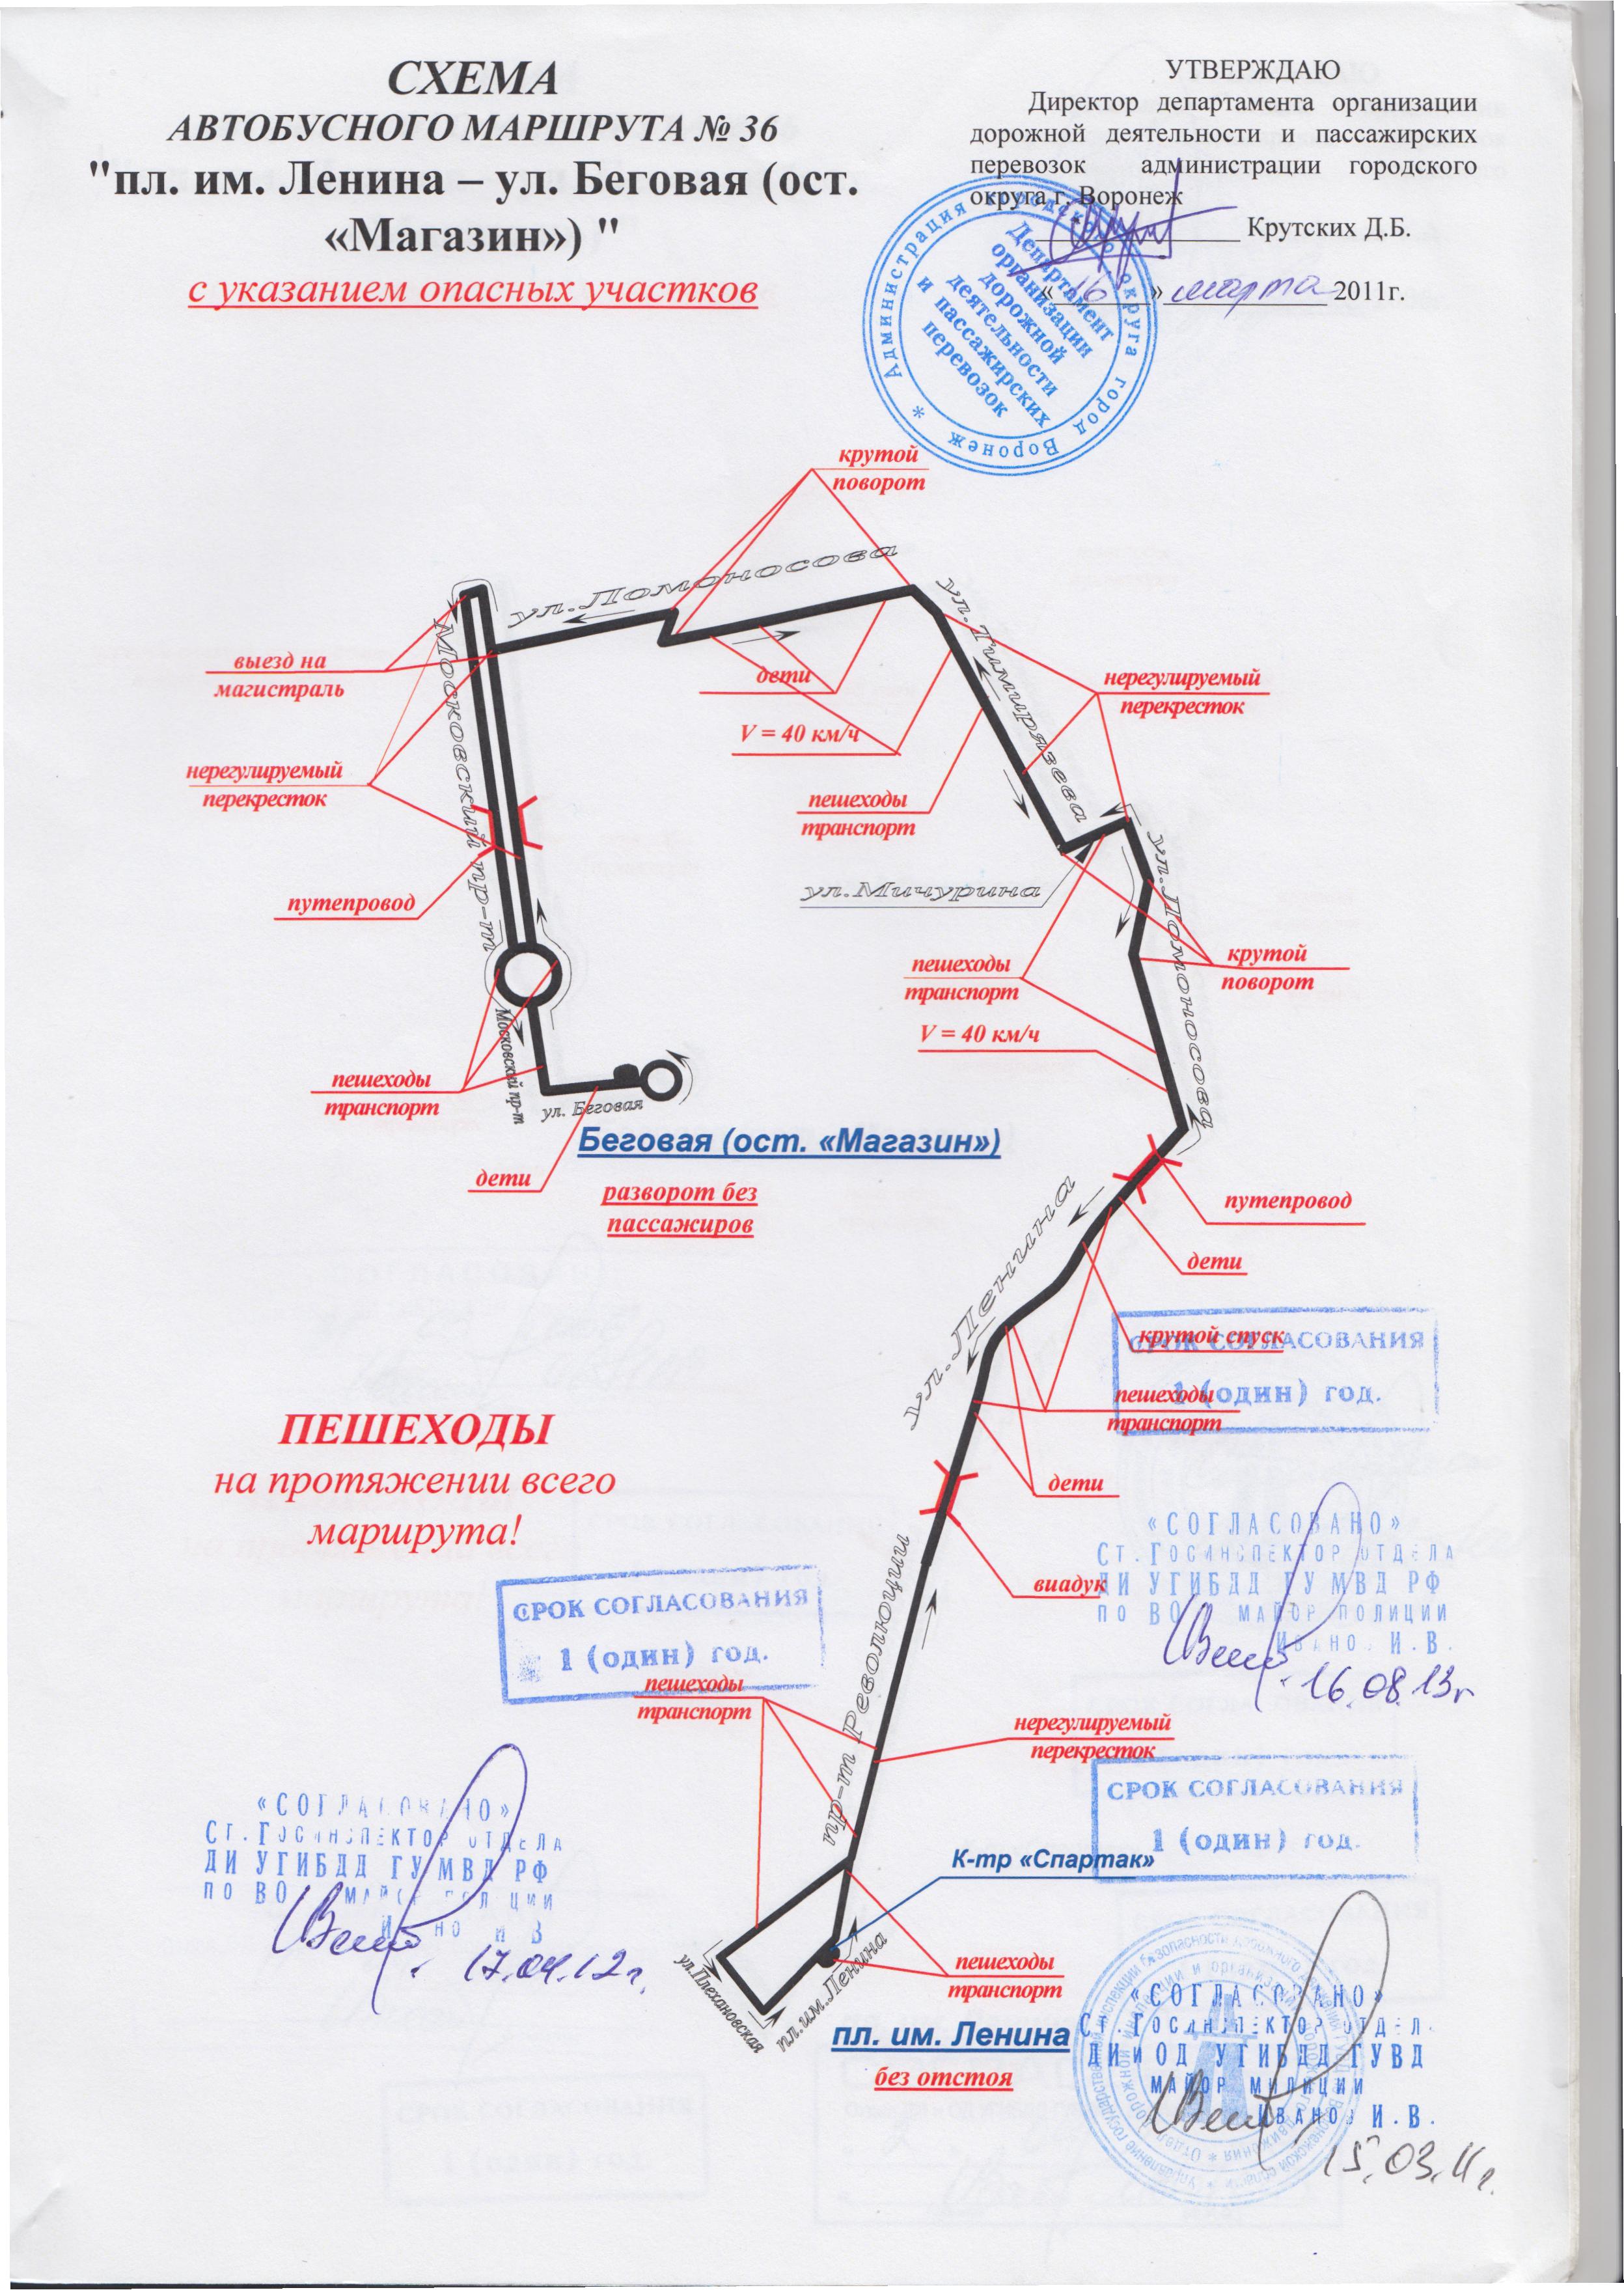 СХЕМА
АВТОБУСНОГО МАРШРУТА № 36
"пл. им. Ленина – ул. Беговая (ост.
«Магазин») "
с указанием опасных участков
УТВЕРЖДАЮ
Директор департамента организации
дорожной деятельности и пассажирских
перевозок администрации городского
округа г. Воронеж
Крутских Д.Б.
«16» марта 2011г.
Администрация городского округа город Воронеж *
Департамент
организации
дорожной
деятельности
и пассажирских
перевозок
крутой
поворот
ул.Ломоносова
ул.Тимирязева
Московский пр-т
выезд на
магистраль
дети
нерегулируемый
перекресток
V = 40 км/ч
нерегулируемый
перекресток
пешеходы
транспорт
ул.Мичурина
ул.Ломоносова
путепровод
крутой
поворот
пешеходы
транспорт
V = 40 км/ч
Московский пр-т
пешеходы
транспорт
ул. Беговая
Беговая (ост. «Магазин»)
дети
разворот без
пассажиров
путепровод
ул.Ленина
дети
крутой спуск
СРОК СОГЛАСОВАНИЯ
1 (один) год.
пешеходы
транспорт
ПЕШЕХОДЫ
на протяжении всего
маршрута!
дети
«СОГЛАСОВАНО»
Ст.Госинспектор отдела
ДИ УГИБДД ГУ МВД РФ
по ВО майор полиции
Иванов И.В.
16.08.13г
виадук
СРОК СОГЛАСОВАНИЯ
1 (один) год.
пр-т Революции
пешеходы
транспорт
нерегулируемый
перекресток
СРОК СОГЛАСОВАНИЯ
1 (один) год.
«СОГЛАСОВАНО»
Ст.Госинспектор отдела
ДИ УГИБДД ГУ МВД РФ
по ВО
17.04.12г.
К-тр «Спартак»
ул.Плехановская
пл.им.Ленина
пешеходы
транспорт
пл. им. Ленина
без отстоя
«СОГЛАСОВАНО»
Ст.Госинспектор отдел
ДИ и ОД УГИБДД ГУВД
майор милиции
Иванов И.В.
15.03.11г.